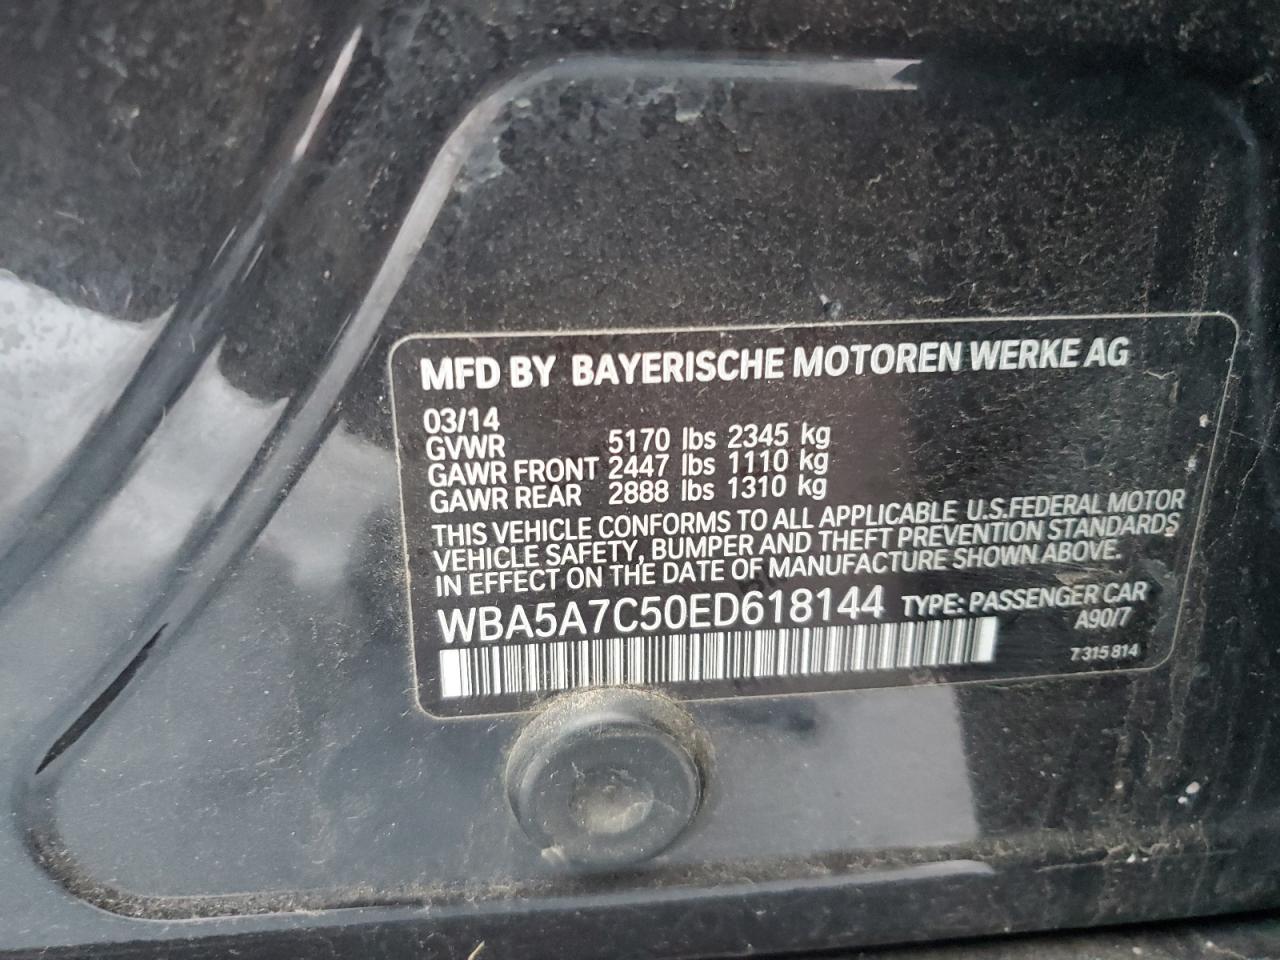 MFD BY BAYERISCHE MOTOREN WERKE AG
03/14
GVWR 5170 lbs 2345 kg
GAWR FRONT 2447 lbs 1110 kg
GAWR REAR 2888 lbs 1310 kg
THIS VEHICLE CONFORMS TO ALL APPLICABLE U.S.FEDERAL MOTOR
VEHICLE SAFETY, BUMPER AND THEFT PREVENTION STANDARDS
IN EFFECT ON THE DATE OF MANUFACTURE SHOWN ABOVE.
WBA5A7C50ED618144 TYPE: PASSENGER CAR
A90/7
7 315 814